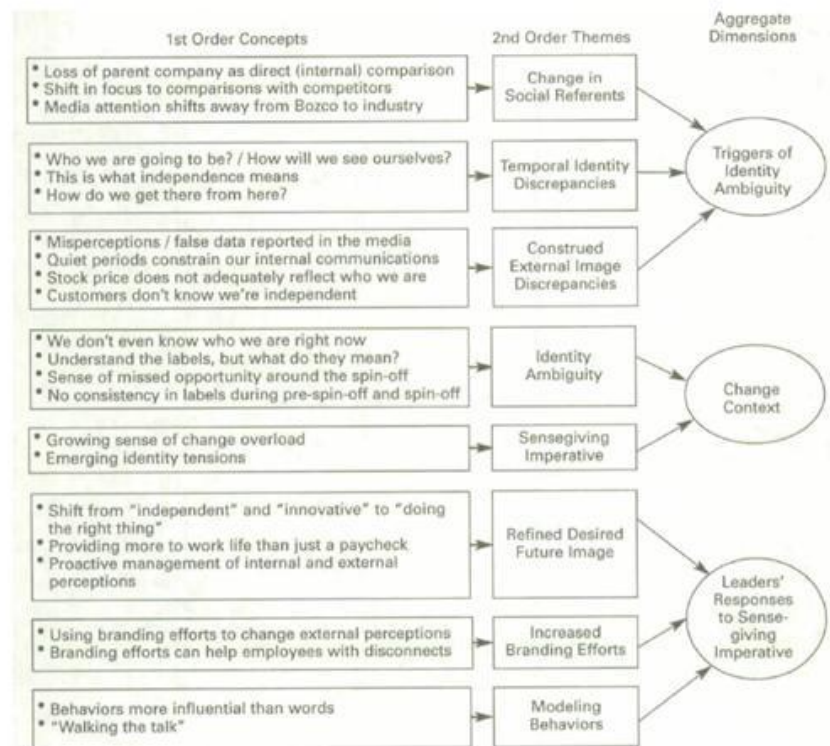 Aggregate
Dimensions
1st Order Concepts
2nd Order Themes
• Loss of parent company as direct (internal) comparison
• Shift in focus to comparisons with competitors
• Media attention shifts away from Bozco to industry
Change in
Social Referents
• Who we are going to be? / How will we see ourselves?
• This is what independence means
• How do we get there from here?
Temporal Identity
Discrepancies
Triggers of
Identity
Ambiguity
• Misperceptions / false data reported in the media
• Quiet periods constrain our internal communications
• Stock price does not adequately reflect who we are
• Customers don't know we're independent
Construed
External Image
Discrepancies
• We don't even know who we are right now
• Understand the labels, but what do they mean?
• Sense of missed opportunity around the spin-off
• No consistency in labels during pre-spin-off and spin-off
Identity
Ambiguity
Change
Context
• Growing sense of change overload
• Emerging identity tensions
Sensegiving
Imperative
• Shift from "independent" and "innovative" to "doing
the right thing"
• Providing more to work life than just a paycheck
• Proactive management of internal and external
perceptions
Refined Desired
Future Image
Leaders'
Responses
to Sense-
giving
Imperative
• Using branding efforts to change external perceptions
• Branding efforts can help employees with disconnects
Increased
Branding Efforts
• Behaviors more influential than words
• "Walking the talk"
Modeling
Behaviors